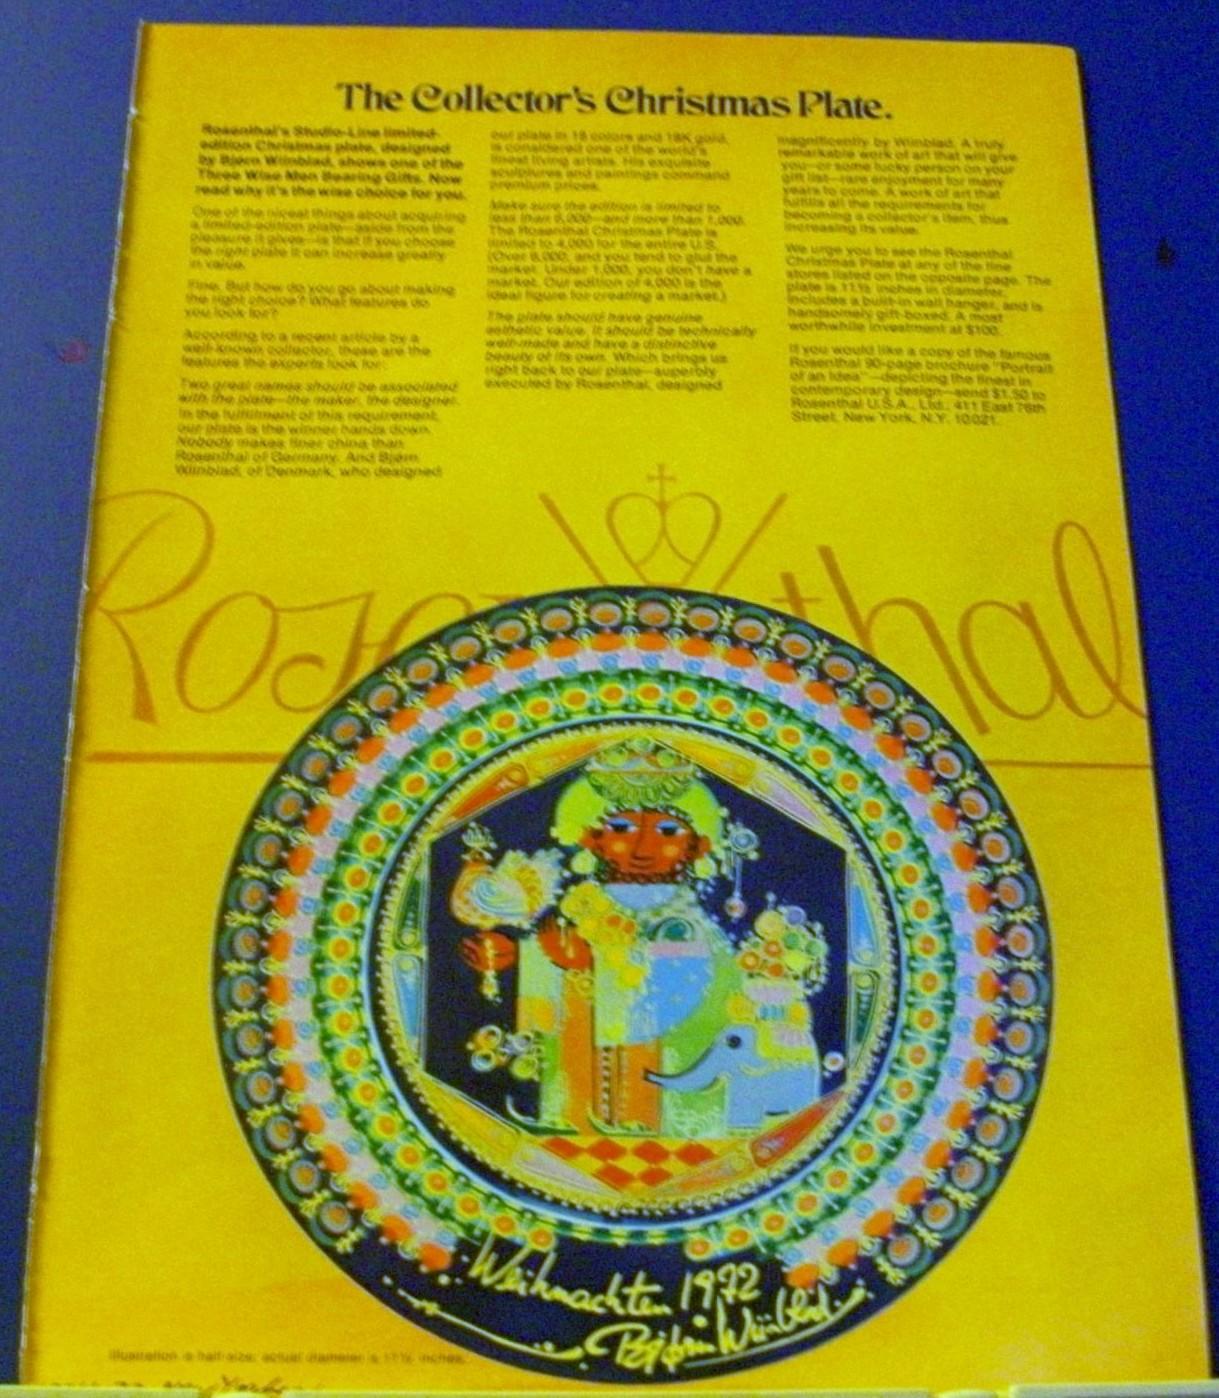 The Collector's Christmas Plate.
Rosenthal's Studio-Line limited-
edition Christmas plate, designed
by Bjørn Wiinblad, shows one of the
Three Wise Men Bearing Gifts. Now
read why it's the wise choice for you.
One of the nicest things about acquiring
a limited-edition plate—aside from the
pleasure it gives—is that if you choose
the right plate it can increase greatly
in value.
Fine. But how do you go about making
the right choice? What features do
you look for?
According to a recent article by a
well-known collector, these are the
features the experts look for:
Two great names should be associated
with the plate—the maker, the designer.
In the fulfillment of this requirement,
our plate is the winner hands down.
Nobody makes finer china than
Rosenthal of Germany. And Bjørn
Wiinblad, of Denmark, who designed
our plate in 18 colors and 18K gold,
is considered one of the world's
finest living artists. His exquisite
sculptures and paintings command
premium prices.
Make sure the edition is limited to
less than 6,000—and more than 1,000.
The Rosenthal Christmas Plate is
limited to 4,000 for the entire U.S.
(Over 6,000, and you tend to glut the
market. Under 1,000, you don't have a
market. Our edition of 4,000 is the
ideal figure for creating a market.)
The plate should have genuine
esthetic value. It should be technically
well-made and have a distinctive
beauty of its own. Which brings us
right back to our plate—superbly
executed by Rosenthal, designed
magnificently by Wiinblad. A truly
remarkable work of art that will give
you—or some lucky person on your
gift list—rare enjoyment for many
years to come. A work of art that
fulfills all the requirements for
becoming a collector's item, thus
increasing its value.
We urge you to see the Rosenthal
Christmas Plate at any of the fine
stores listed on the opposite page. The
plate is 11½ inches in diameter,
includes a built-in wall hanger, and is
handsomely gift-boxed. A most
worthwhile investment at $100.
If you would like a copy of the famous
Rosenthal 90-page brochure "Portrait
of an Idea"—depicting the finest in
contemporary design—send $1.50 to
Rosenthal U.S.A., Ltd., 411 East 76th
Street, New York, N.Y. 10021.
Rosenthal
Weihnachten 1972
Bjørn Wiinblad
Illustration is half-size; actual diameter is 11½ inches.